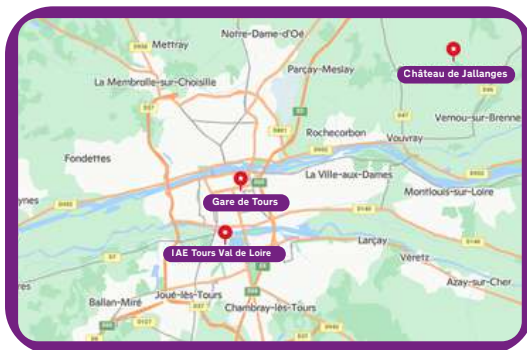 Notre-Dame-d'Oé
Mettray
Parçay-Meslay
Château de Jallanges
La Membrolle-sur-Choisille
Vernou-sur-Brenne
Rochecorbon
Vouvray
Fondettes
La Ville-aux-Dames
Montlouis-sur-Loire
Gare de Tours
Larçay
IAE Tours Val de Loire
Véretz
Azay-sur-Cher
Joué-lès-Tours
Ballan-Miré
Chambray-lès-Tours